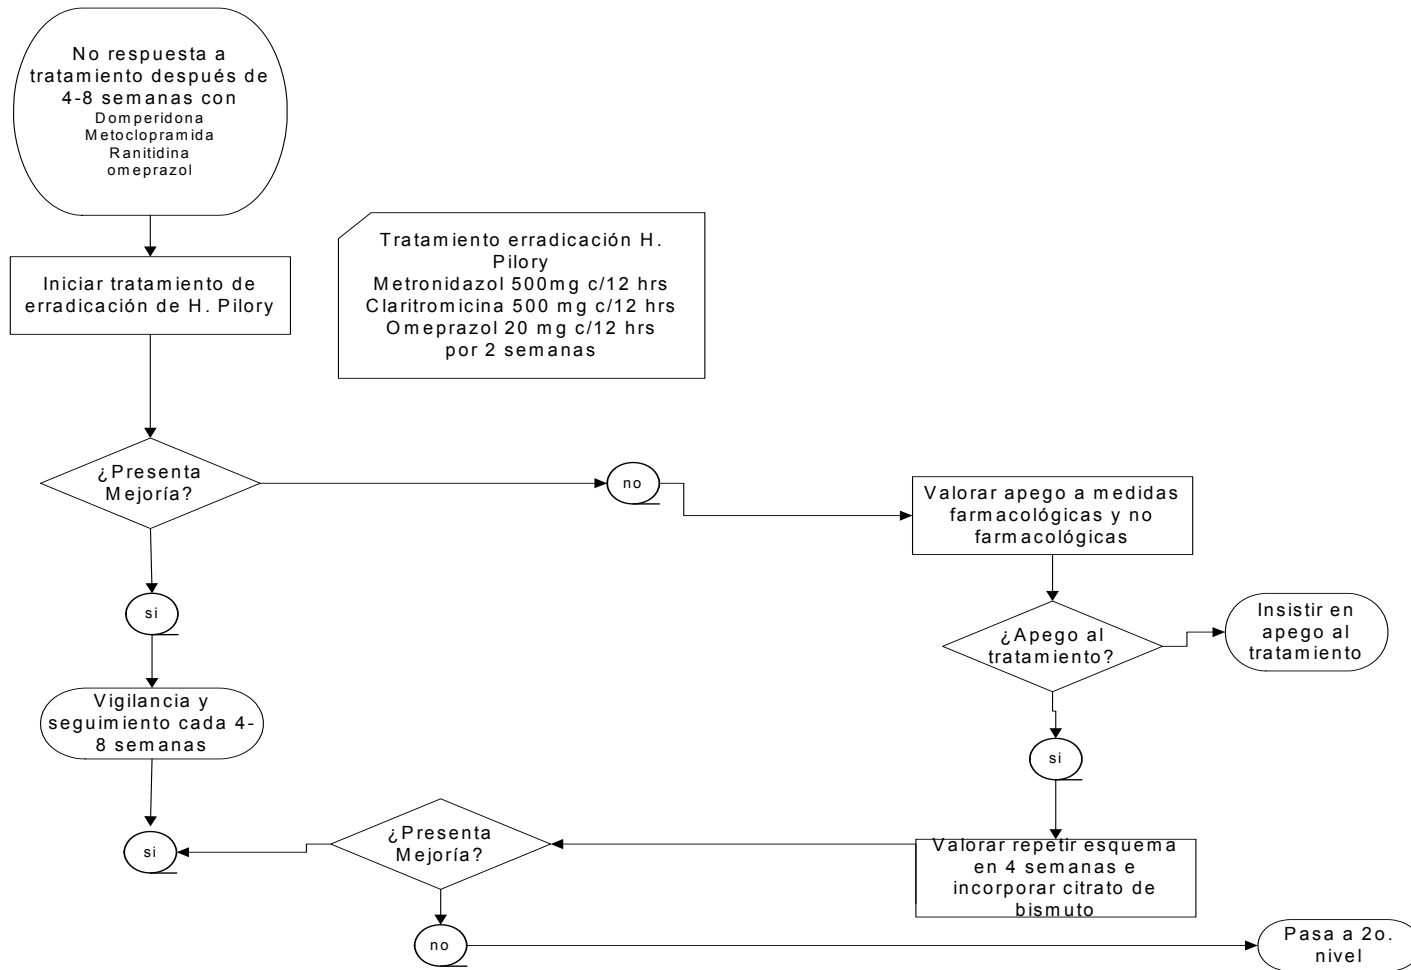 No respuesta a
tratamiento después de
4-8 semanas con
Domperidona
Metoclopramida
Ranitidina
omeprazol
Iniciar tratamiento de
erradicación de H. Pilory
Tratamiento erradicación H.
Pilory
Metronidazol 500mg c/12 hrs
Claritromicina 500 mg c/12 hrs
Omeprazol 20 mg c/12 hrs
por 2 semanas
¿Presenta
Mejoría?
no
Valorar apego a medidas
farmacológicas y no
farmacológicas
si
¿Apego al
tratamiento?
Insistir en
apego al
tratamiento
Vigilancia y
seguimiento cada 4-
8 semanas
si
Valorar repetir esquema
en 4 semanas e
incorporar citrato de
bismuto
¿Presenta
Mejoría?
si
no
Pasa a 2o.
nivel